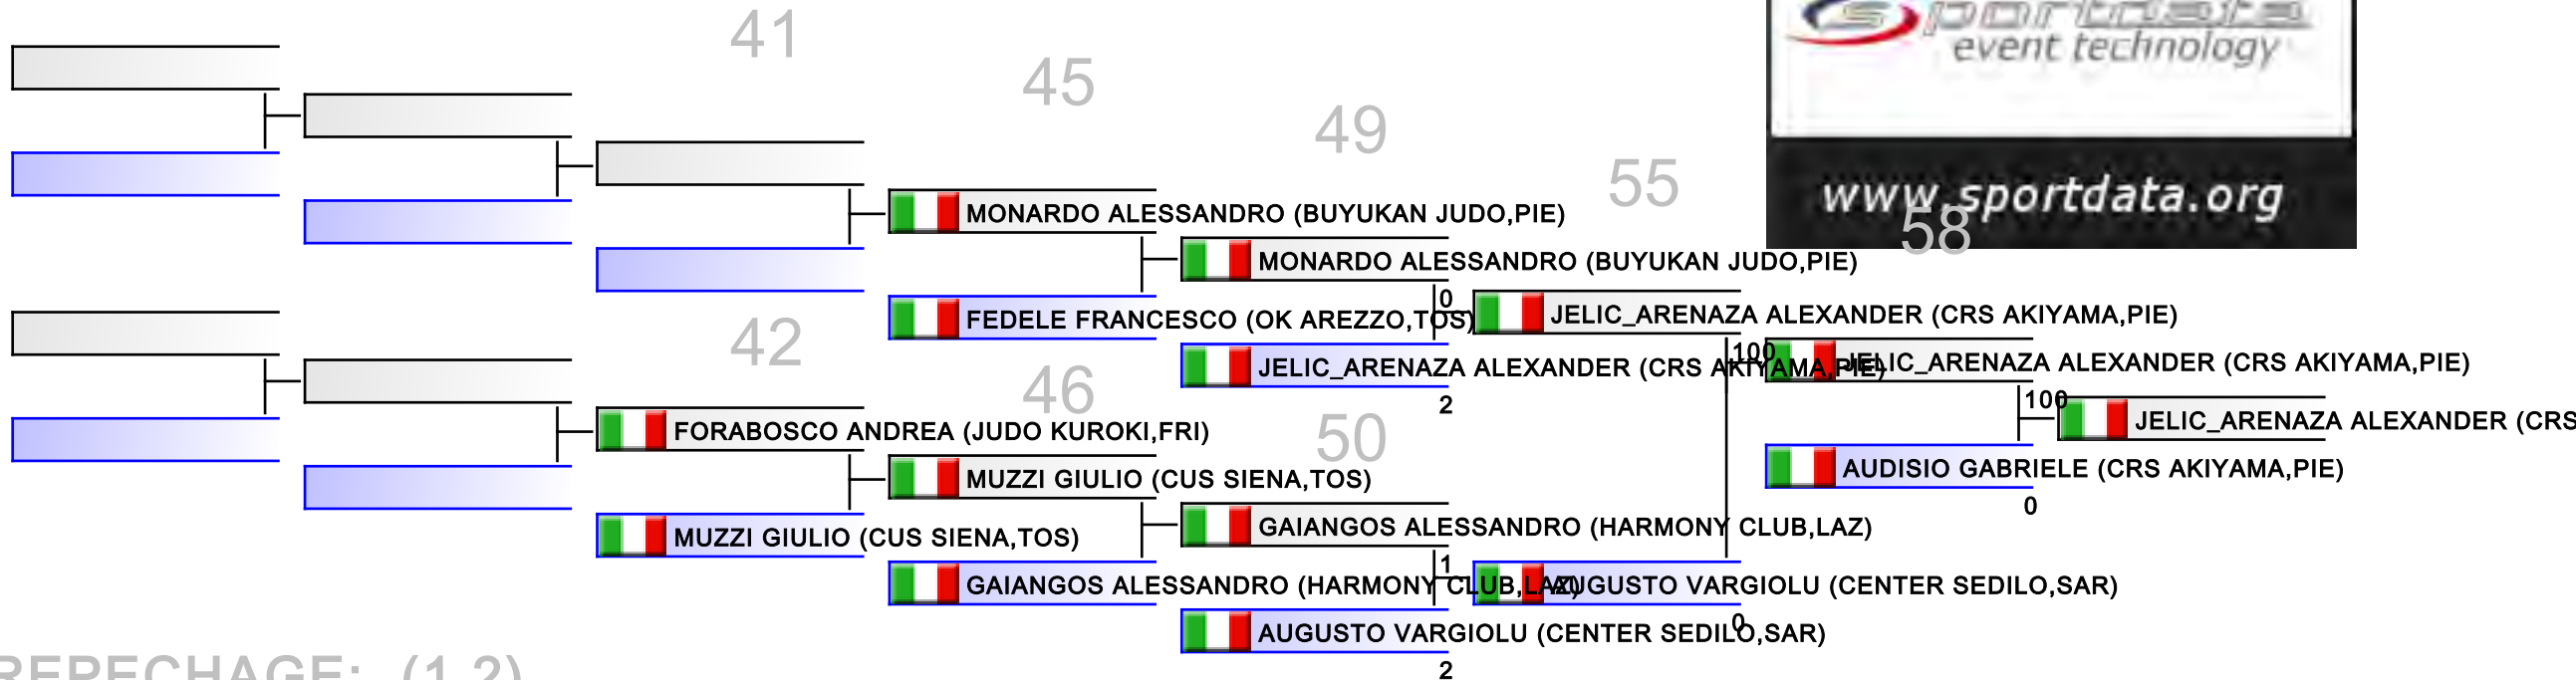 sportdata
event technology
www.sportdata.org
41
45
49
55
58
MONARDO ALESSANDRO (BUYUKAN JUDO,PIE)
MONARDO ALESSANDRO (BUYUKAN JUDO,PIE)
0
FEDELE FRANCESCO (OK AREZZO,TOS)
JELIC_ARENAZA ALEXANDER (CRS AKIYAMA,PIE)
JELIC_ARENAZA ALEXANDER (CRS AKIYAMA,PIE)
2
100
JELIC_ARENAZA ALEXANDER (CRS AKIYAMA,PIE)
100
JELIC_ARENAZA ALEXANDER (CRS
AUDISIO GABRIELE (CRS AKIYAMA,PIE)
0
42
46
50
FORABOSCO ANDREA (JUDO KUROKI,FRI)
MUZZI GIULIO (CUS SIENA,TOS)
MUZZI GIULIO (CUS SIENA,TOS)
GAIANGOS ALESSANDRO (HARMONY CLUB,LAZ)
1
GAIANGOS ALESSANDRO (HARMONY CLUB,LAZ)
AUGUSTO VARGIOLU (CENTER SEDILO,SAR)
0
AUGUSTO VARGIOLU (CENTER SEDILO,SAR)
2
REPECHAGE: (1,2)